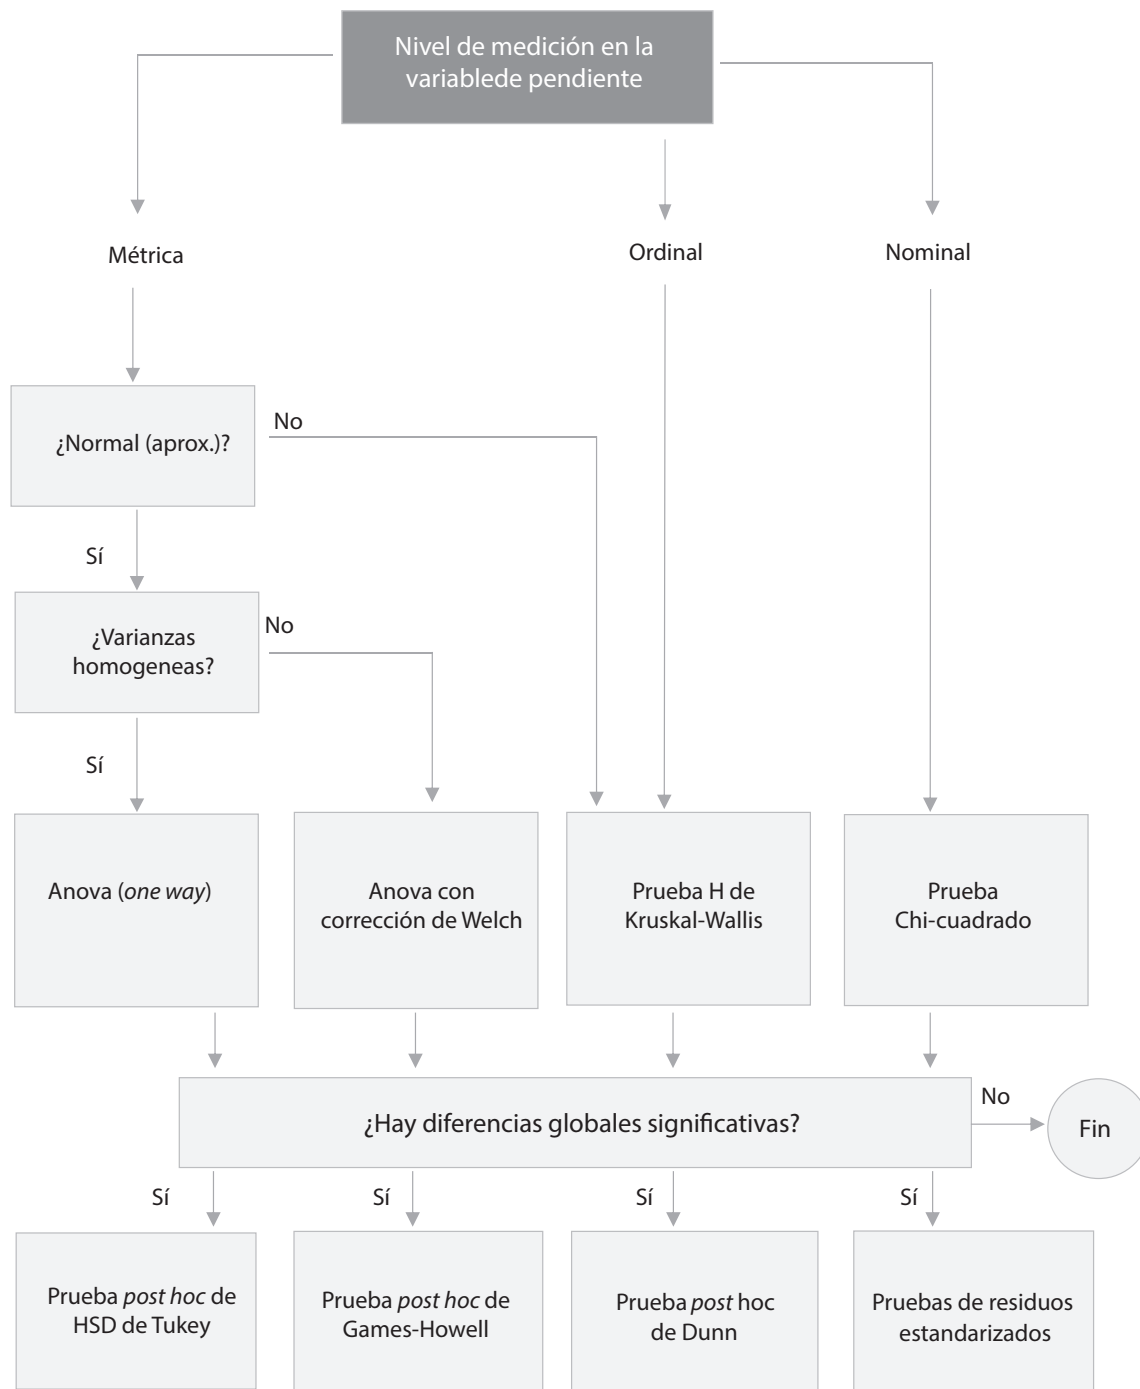 Nivel de medición en la
variablede pendiente
Métrica
Ordinal
Nominal
¿Normal (aprox.)?
No
Sí
¿Varianzas
homogeneas?
No
Sí
Anova (one way)
Anova con
corrección de Welch
Prueba H de
Kruskal-Wallis
Prueba
Chi-cuadrado
¿Hay diferencias globales significativas?
No
Fin
Sí
Sí
Sí
Sí
Prueba post hoc de
HSD de Tukey
Prueba post hoc de
Games-Howell
Prueba post hoc
de Dunn
Pruebas de residuos
estandarizados